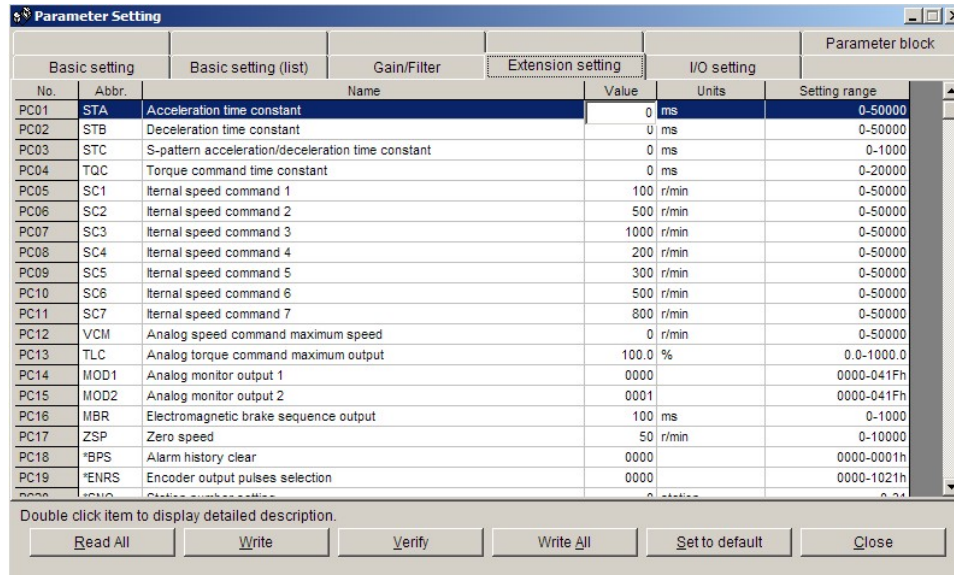 Parameter Setting
Parameter block
Basic setting Basic setting (list) Gain/Filter Extension setting I/O setting
No. Abbr. Name Value Units Setting range
PC01 STA Acceleration time constant 0 ms 0-50000
PC02 STB Deceleration time constant 0 ms 0-50000
PC03 STC S-pattern acceleration/deceleration time constant 0 ms 0-1000
PC04 TQC Torque command time constant 0 ms 0-20000
PC05 SC1 Iternal speed command 1 100 r/min 0-50000
PC06 SC2 Iternal speed command 2 500 r/min 0-50000
PC07 SC3 Iternal speed command 3 1000 r/min 0-50000
PC08 SC4 Iternal speed command 4 200 r/min 0-50000
PC09 SC5 Iternal speed command 5 300 r/min 0-50000
PC10 SC6 Iternal speed command 6 500 r/min 0-50000
PC11 SC7 Iternal speed command 7 800 r/min 0-50000
PC12 VCM Analog speed command maximum speed 0 r/min 0-50000
PC13 TLC Analog torque command maximum output 100.0 % 0.0-1000.0
PC14 MOD1 Analog monitor output 1 0000 0000-041Fh
PC15 MOD2 Analog monitor output 2 0001 0000-041Fh
PC16 MBR Electromagnetic brake sequence output 100 ms 0-1000
PC17 ZSP Zero speed 50 r/min 0-10000
PC18 *BPS Alarm history clear 0000 0000-0001h
PC19 *ENRS Encoder output pulses selection 0000 0000-1021h
Double click item to display detailed description.
Read All Write Verify Write All Set to default Close